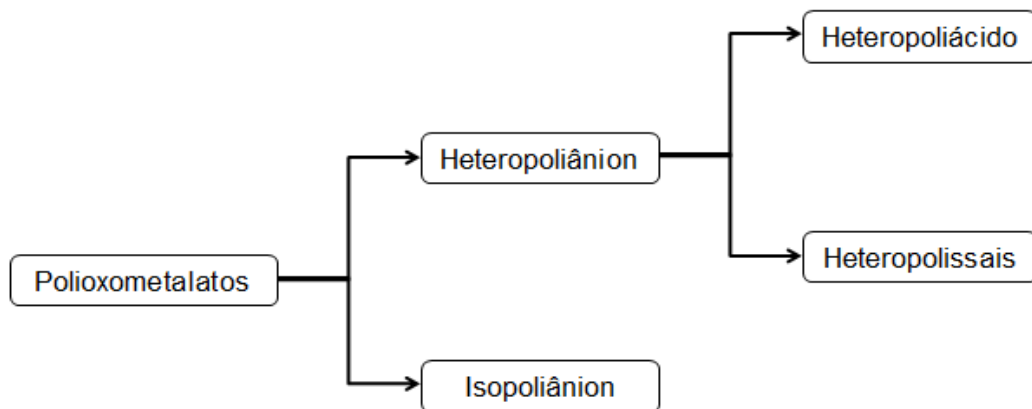 Heteropoliácido
Heteropoliânion
Heteropolissais
Polioxometalatos
Isopoliânion